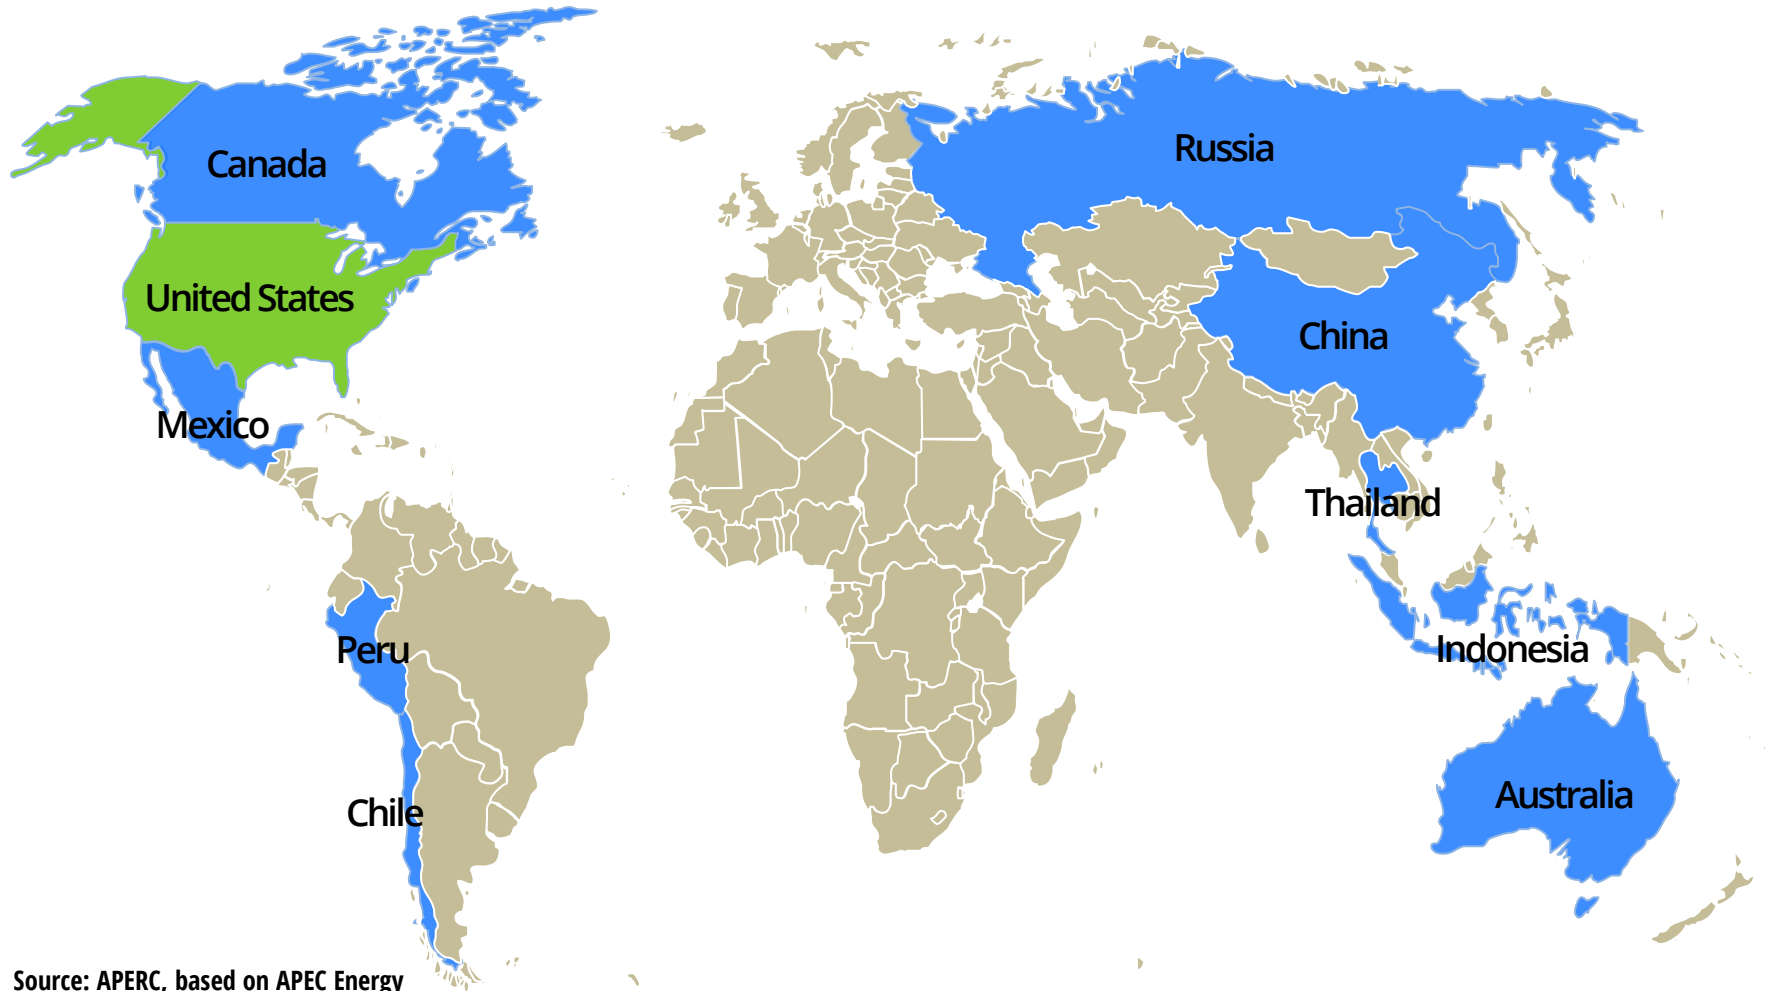 Canada
Russia
United States
China
Mexico
Thailand
Peru
Indonesia
Australia
Chile
Source: APERC, based on APEC Energy